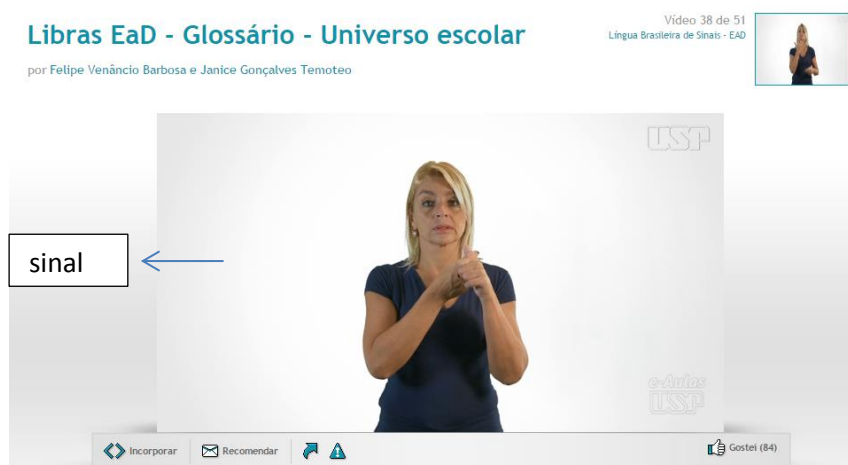 Libras EaD - Glossário - Universo escolar
por Felipe Venâncio Barbosa e Janice Gonçalves Temoteo
Vídeo 38 de 51
Língua Brasileira de Sinais - EAD
USP
sinal
e-Aulas
USP
Incorporar
Recomendar
Gostei (84)